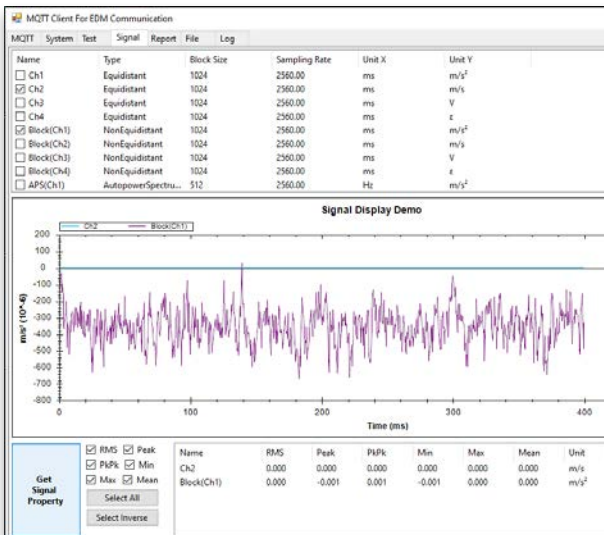 MQTT Client For EDM Communication
MQTT System Test Signal Report File Log
Name Type Block Size Sampling Rate Unit X Unit Y
Ch1 Equidistant 1024 2560.00 ms m/s²
Ch2 Equidistant 1024 2560.00 ms m/s
Ch3 Equidistant 1024 2560.00 ms V
Ch4 Equidistant 1024 2560.00 ms ε
Block(Ch1) NonEquidistant 1024 2560.00 ms m/s²
Block(Ch2) NonEquidistant 1024 2560.00 ms m/s
Block(Ch3) NonEquidistant 1024 2560.00 ms V
Block(Ch4) NonEquidistant 1024 2560.00 ms ε
APS(Ch1) AutopowerSpectru... 512 2560.00 Hz m/s²
Signal Display Demo
Ch2 Block(Ch1)
200
100
0
-100
-200
-300
-400
-500
-600
-700
-800
m/s² (10^-6)
0 100 200 300 400
Time (ms)
Get Signal Property
RMS Peak
PkPk Min
Max Mean
Select All
Select Inverse
Name RMS Peak PkPk Min Max Mean Unit
Ch2 0.000 0.000 0.000 0.000 0.000 0.000 m/s
Block(Ch1) 0.000 -0.001 0.001 -0.001 0.000 0.000 m/s²